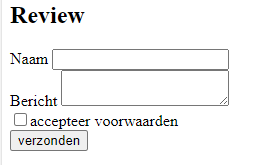 Review
Naam
Bericht
accepteer voorwaarden
verzonden